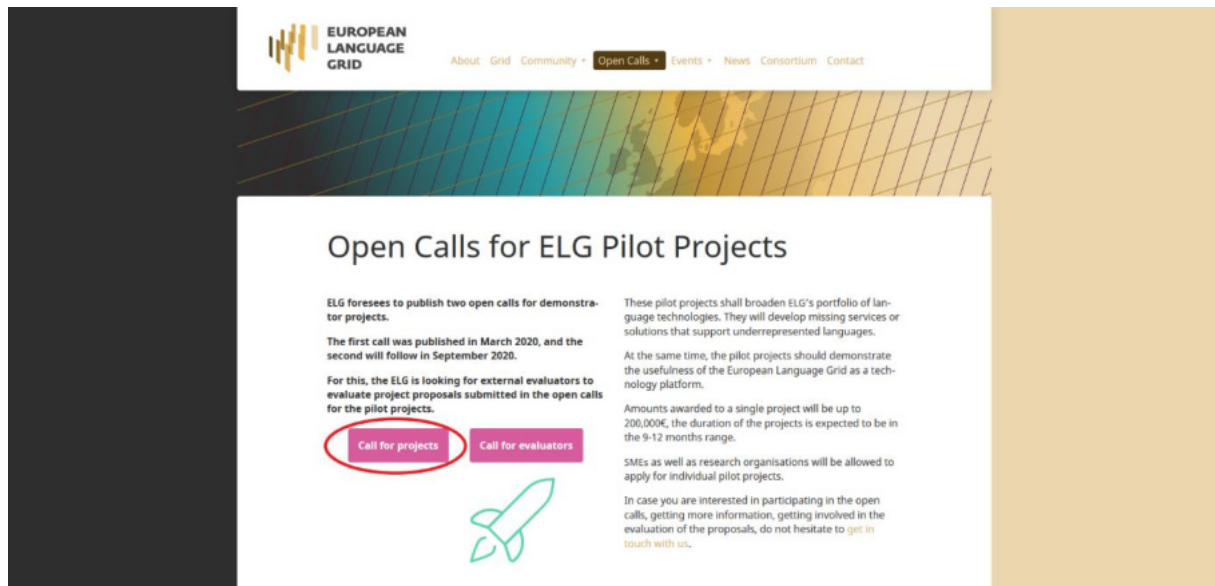 EUROPEAN
LANGUAGE
GRID
About Grid Community Open Calls Events News Consortium Contact
Open Calls for ELG Pilot Projects
ELG foresees to publish two open calls for demonstra-
tor projects.
The first call was published in March 2020, and the
second will follow in September 2020.
For this, the ELG is looking for external evaluators to
evaluate project proposals submitted in the open calls
for the pilot projects.
Call for projects
Call for evaluators
These pilot projects shall broaden ELG's portfolio of lan-
guage technologies. They will develop missing services or
solutions that support underrepresented languages.
At the same time, the pilot projects should demonstrate
the usefulness of the European Language Grid as a tech-
nology platform.
Amounts awarded to a single project will be up to
200,000€, the duration of the projects is expected to be in
the 9-12 months range.
SMEs as well as research organisations will be allowed to
apply for individual pilot projects.
In case you are interested in participating in the open
calls, getting more information, getting involved in the
evaluation of the proposals, do not hesitate to get in
touch with us.